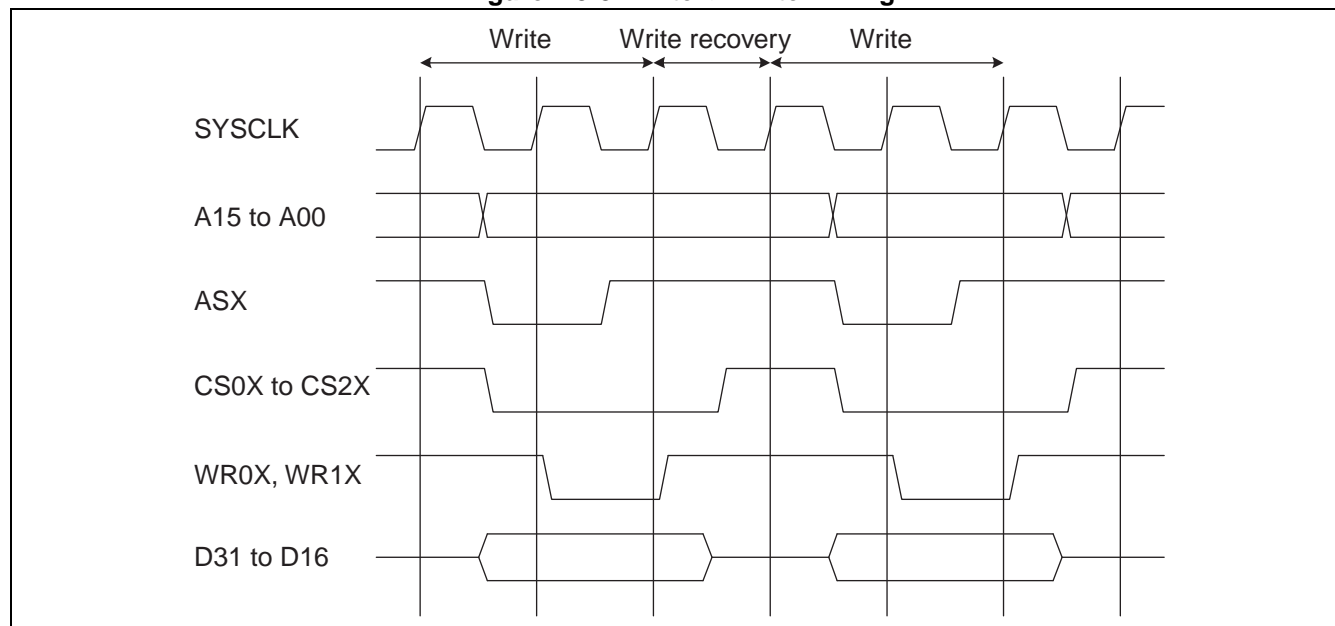 Write Write recovery Write
SYSCLK
A15 to A00
ASX
CS0X to CS2X
WR0X, WR1X
D31 to D16